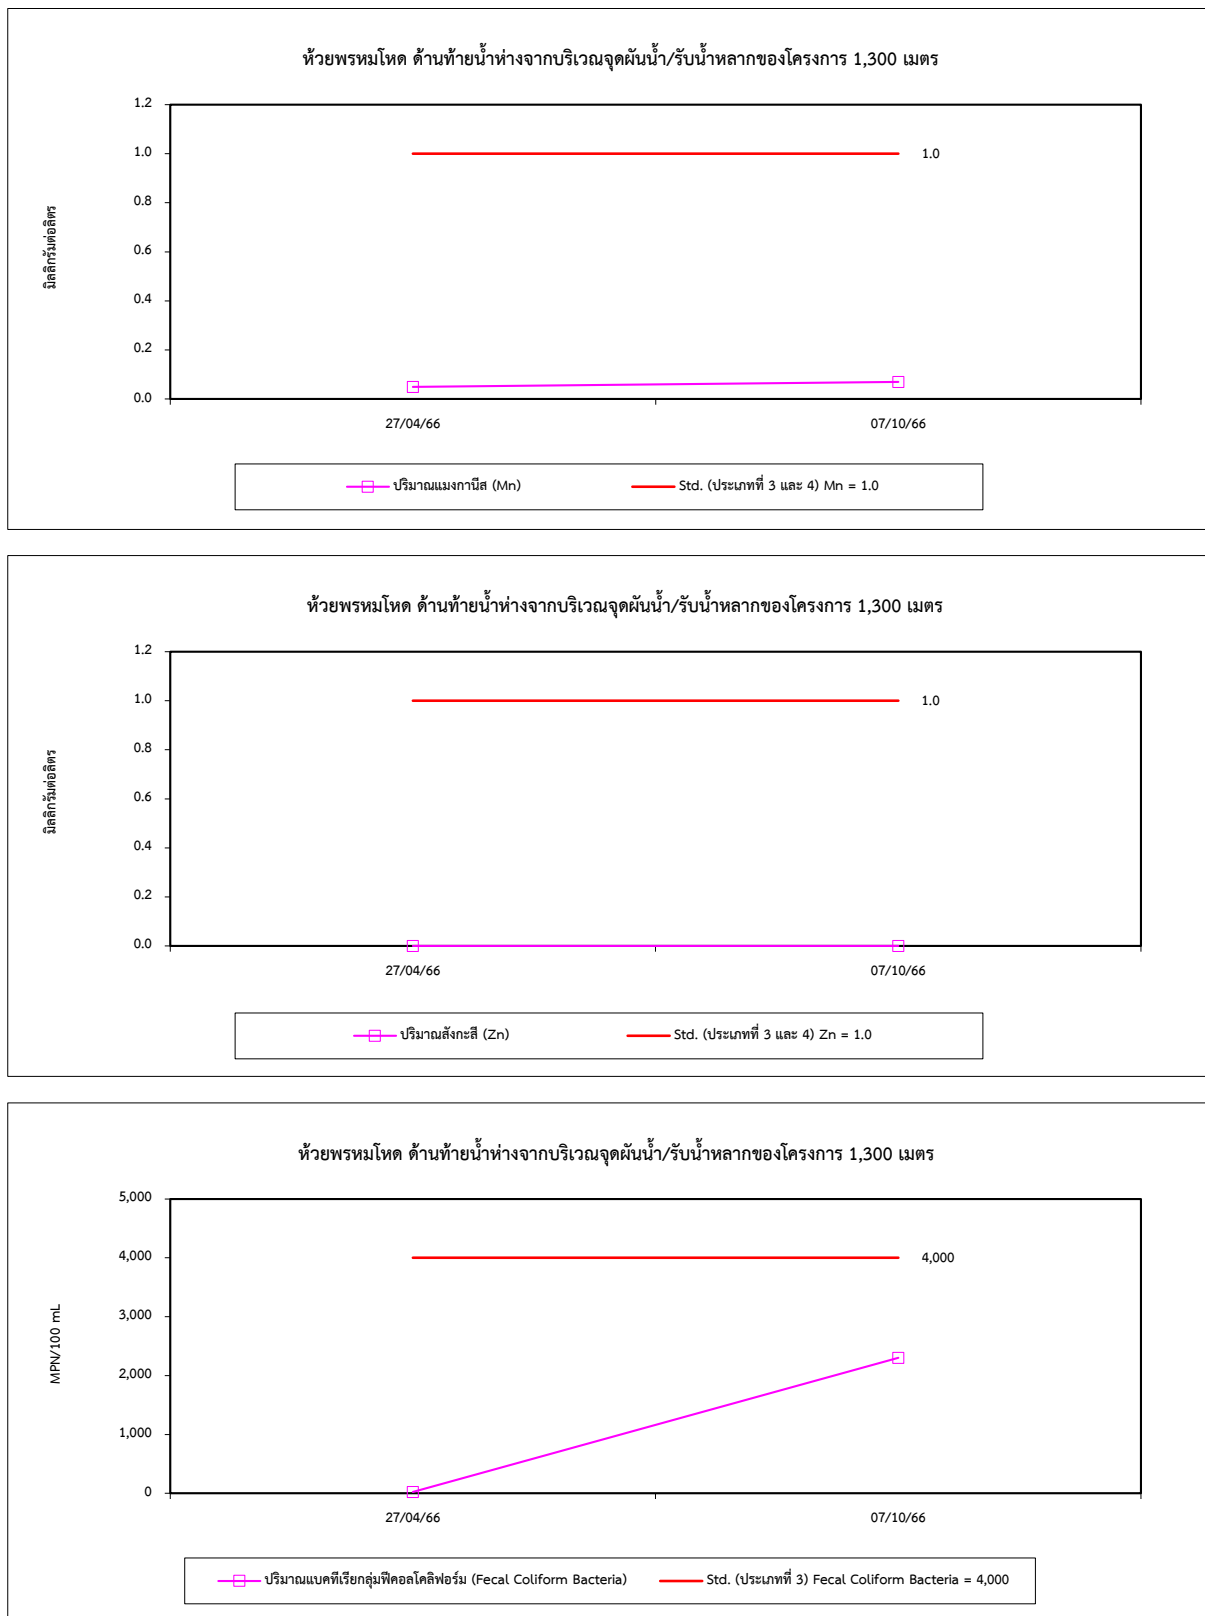 ห้วยพรหมโหด ด้านท้ายน้ำห่างจากบริเวณจุดผันน้ำ/รับน้ำหลากของโครงการ 1,300 เมตร
มิลลิกรัมต่อลิตร
1.2
1.0
0.8
0.6
0.4
0.2
0.0
1.0
27/04/66
07/10/66
ปริมาณแมงกานีส (Mn)
Std. (ประเภทที่ 3 และ 4) Mn = 1.0
ห้วยพรหมโหด ด้านท้ายน้ำห่างจากบริเวณจุดผันน้ำ/รับน้ำหลากของโครงการ 1,300 เมตร
มิลลิกรัมต่อลิตร
1.2
1.0
0.8
0.6
0.4
0.2
0.0
1.0
27/04/66
07/10/66
ปริมาณสังกะสี (Zn)
Std. (ประเภทที่ 3 และ 4) Zn = 1.0
ห้วยพรหมโหด ด้านท้ายน้ำห่างจากบริเวณจุดผันน้ำ/รับน้ำหลากของโครงการ 1,300 เมตร
MPN/100 mL
5,000
4,000
3,000
2,000
1,000
0
4,000
27/04/66
07/10/66
ปริมาณแบคทีเรียกลุ่มฟีคอลโคลิฟอร์ม (Fecal Coliform Bacteria)
Std. (ประเภทที่ 3) Fecal Coliform Bacteria = 4,000